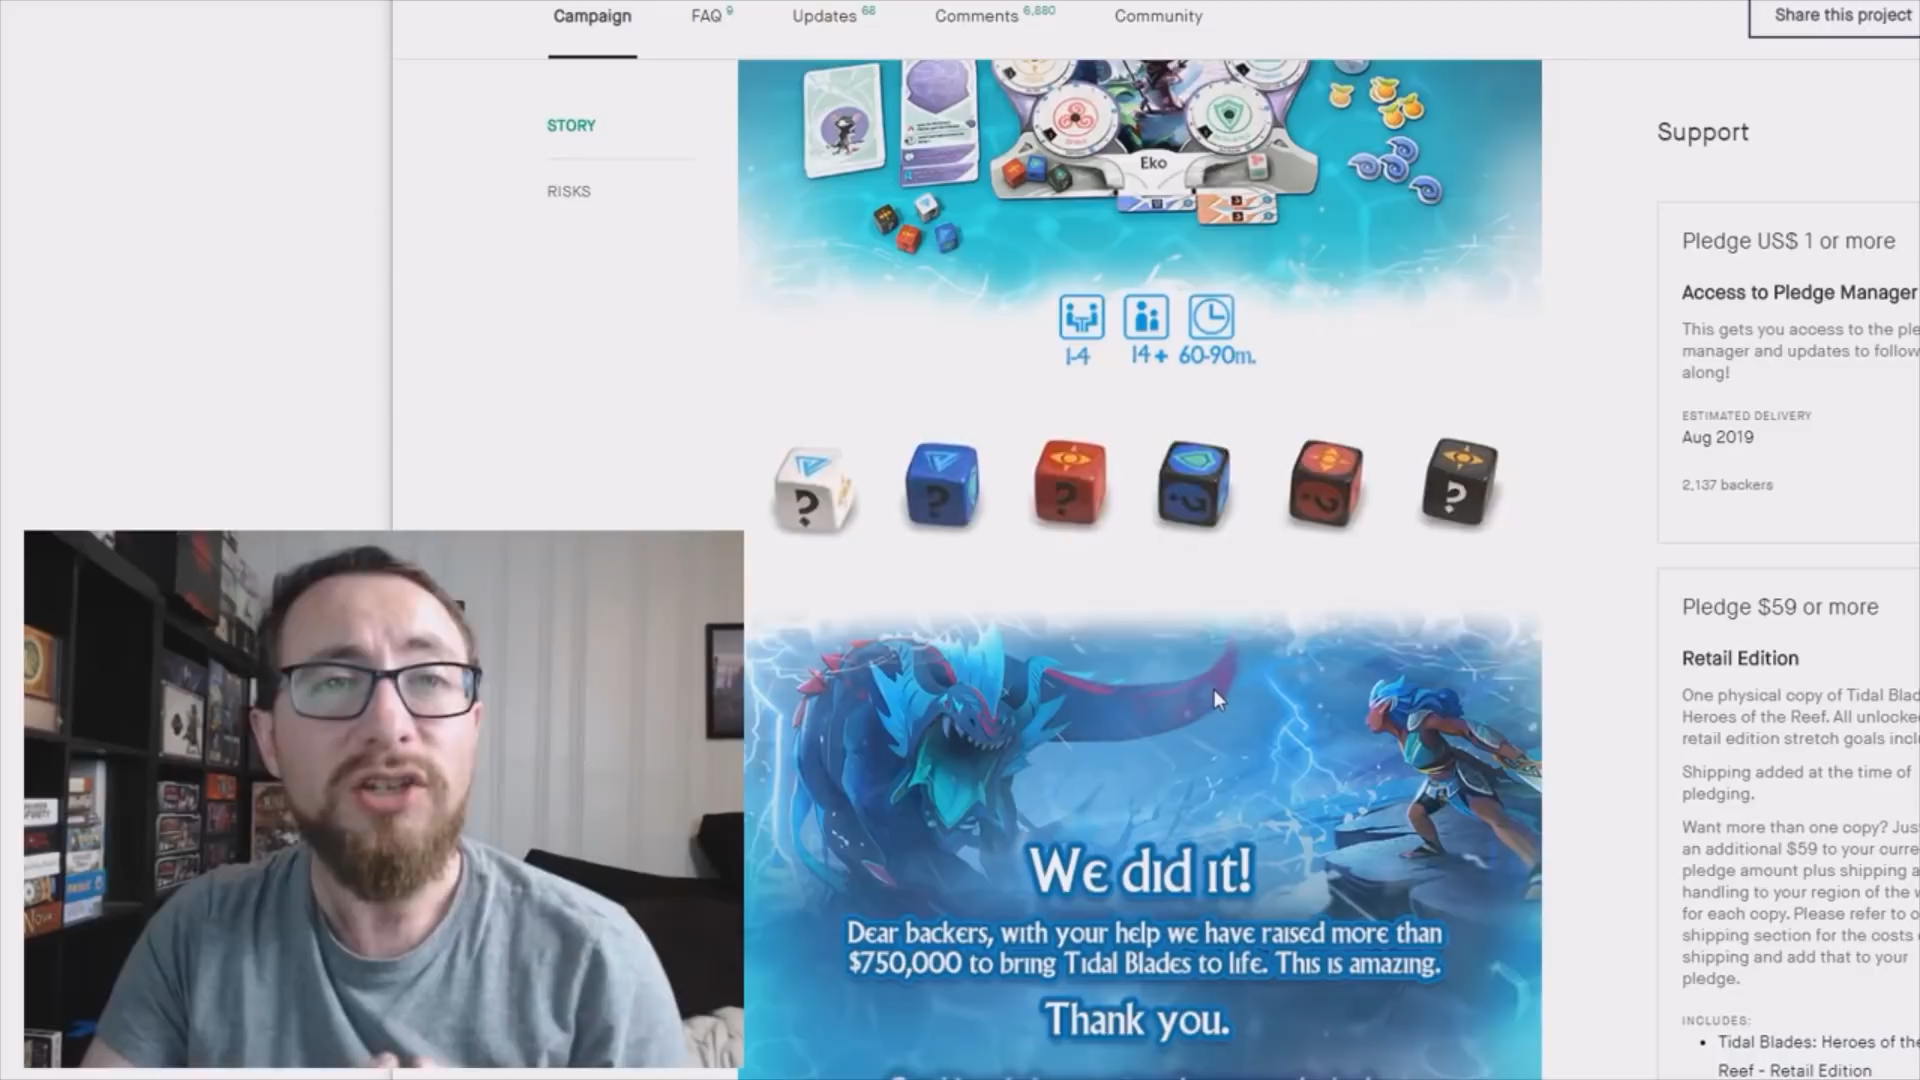 Campaign
FAQ 9
Updates 68
Comments 6,880
Community
Share this project
STORY
RISKS
Eko
1-4
14+
60-90m.
?
?
?
?
?
?
We did it!
Dear backers, with your help we have raised more than
$750,000 to bring Tidal Blades to life. This is amazing.
Thank you.
Support
Pledge US$ 1 or more
Access to Pledge Manager
This gets you access to the ple
manager and updates to follow
along!
ESTIMATED DELIVERY
Aug 2019
2,137 backers
Pledge $59 or more
Retail Edition
One physical copy of Tidal Blad
Heroes of the Reef. All unlocke
retail edition stretch goals incl
Shipping added at the time of
pledging.
Want more than one copy? Jus
an additional $59 to your curre
pledge amount plus shipping a
handling to your region of the w
for each copy. Please refer to o
shipping section for the costs
shipping and add that to your
pledge.
INCLUDES:
• Tidal Blades: Heroes of the
Reef - Retail Edition